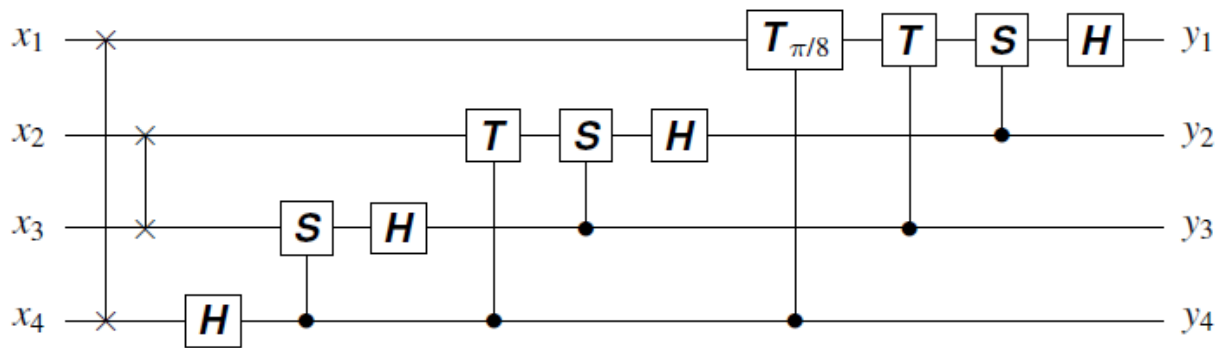 x₁ T π/8 T S H y₁
x₂ T S H y₂
x₃ S H y₃
x₄ H y₄